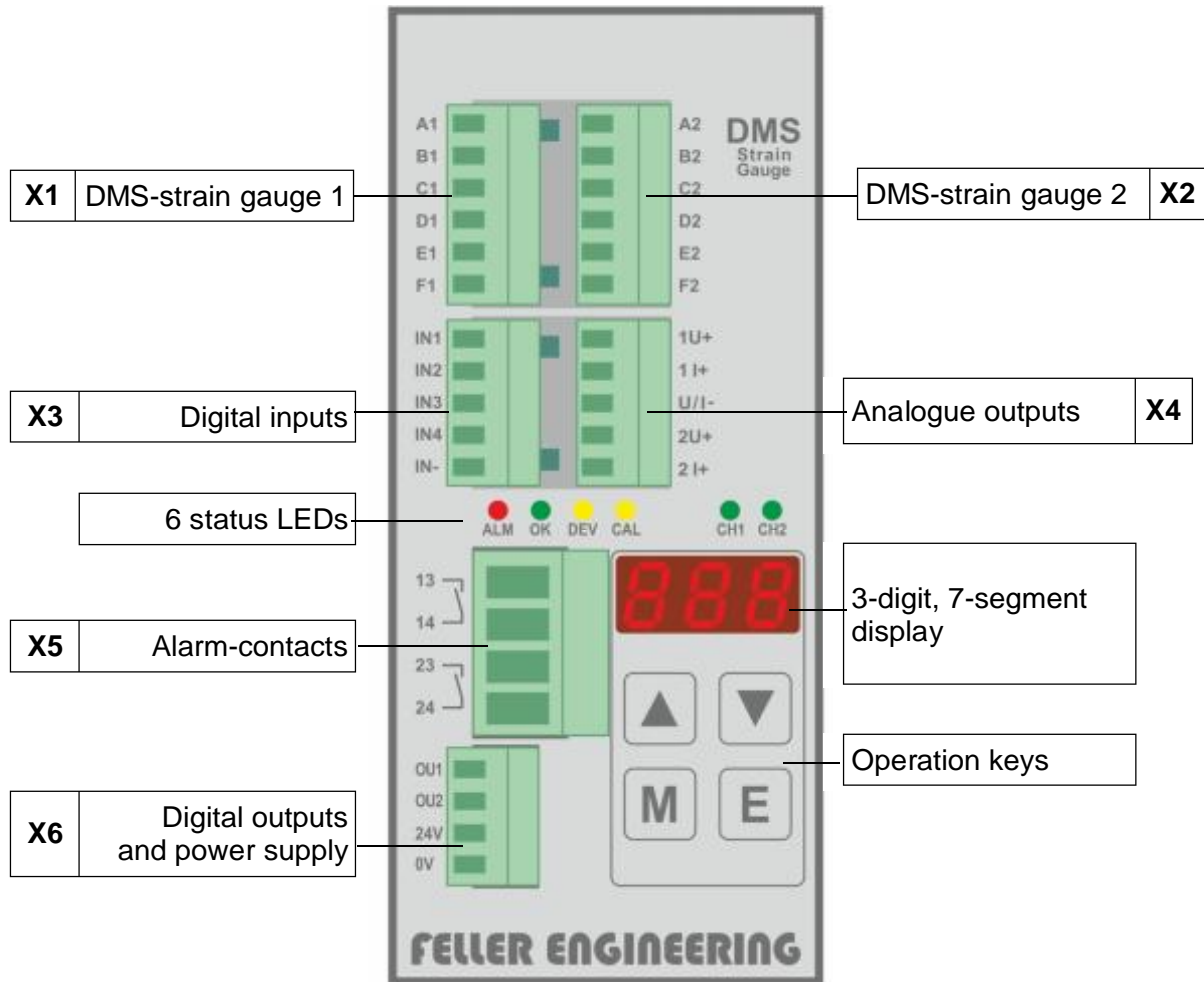 A1
A2
DMS
Strain
Gauge
B1
B2
X1 DMS-strain gauge 1
C1
C2
DMS-strain gauge 2 X2
D1
D2
E1
E2
F1
F2
IN1
1U+
IN2
1 I+
X3 Digital inputs
IN3
U/I-
Analogue outputs X4
IN4
2U+
IN-
2 I+
6 status LEDs
ALM OK DEV CAL CH1 CH2
13
14
888
3-digit, 7-segment
display
X5 Alarm-contacts
23
24
Operation keys
M E
OU1
OU2
24V
0V
X6 Digital outputs
and power supply
FELLER ENGINEERING